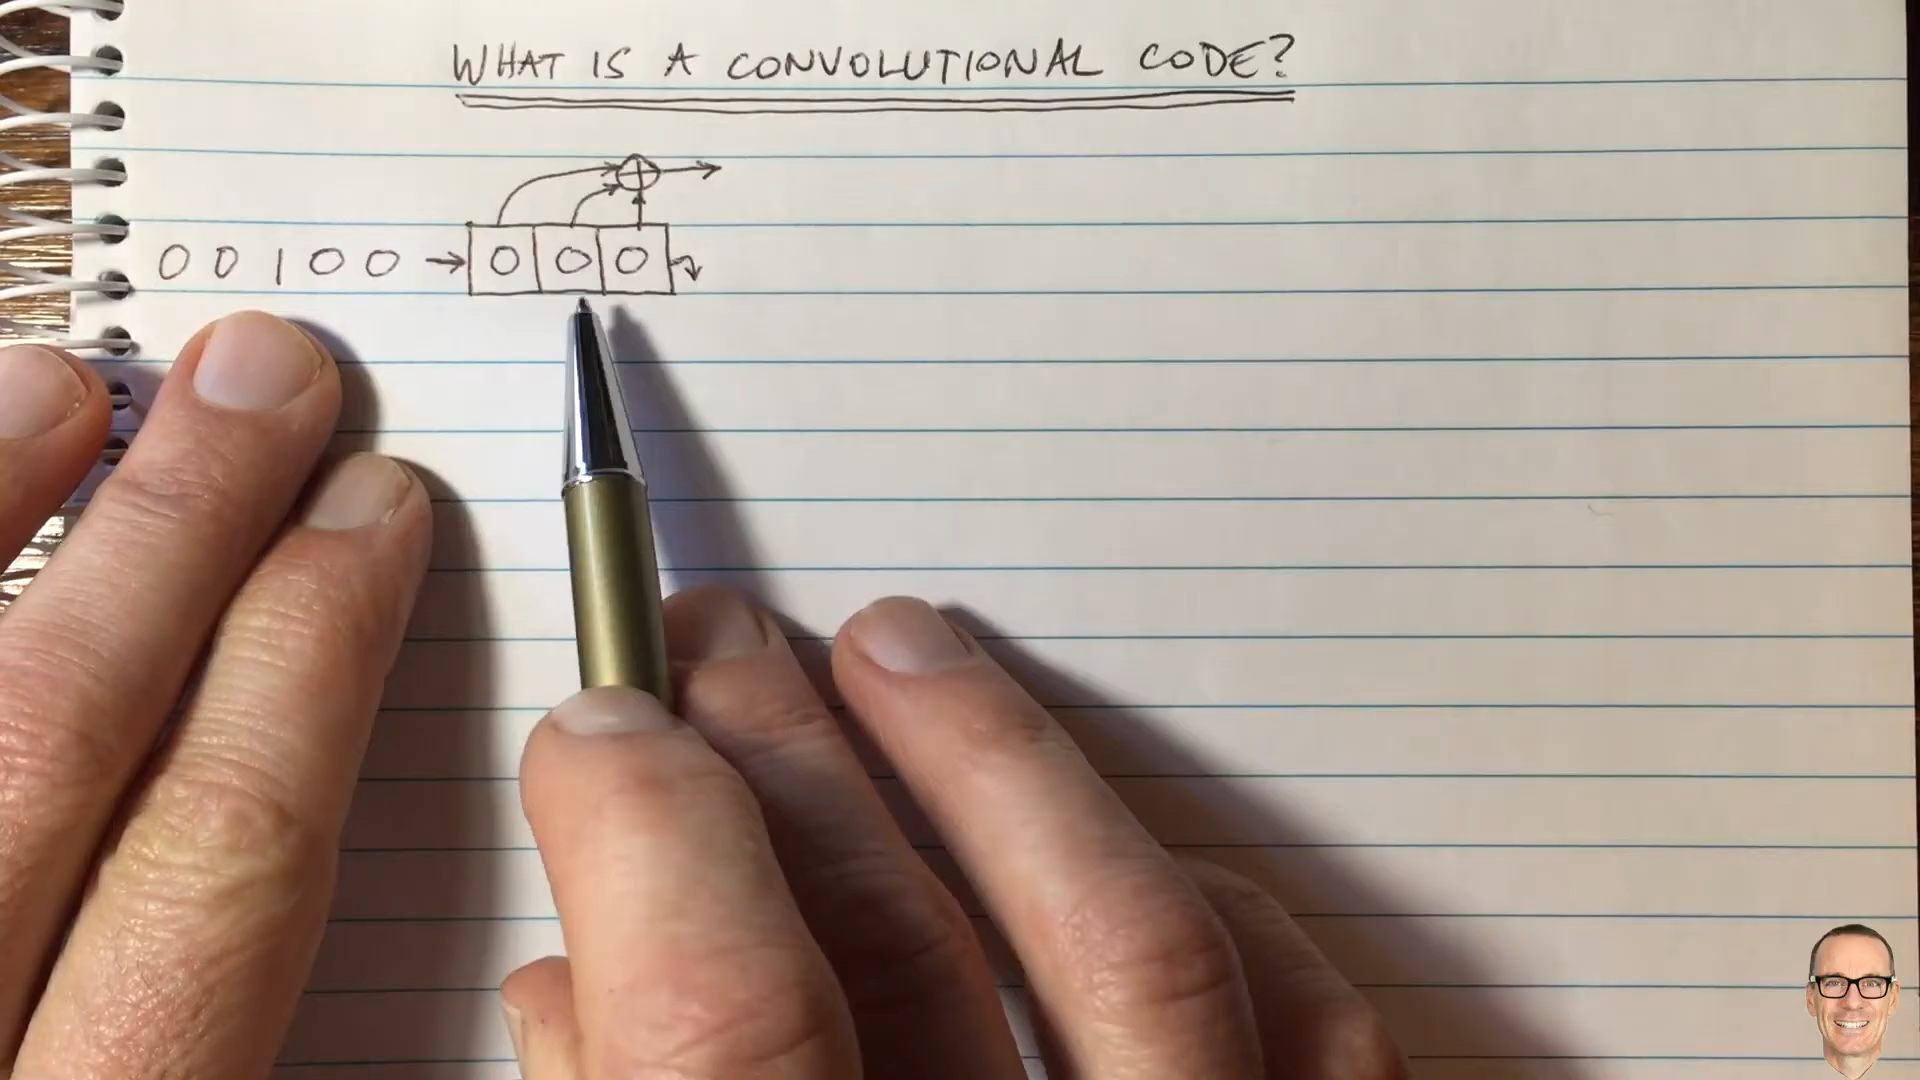 WHAT IS A CONVOLUTIONAL CODE?
0 0 1 0 0 → 0 0 0